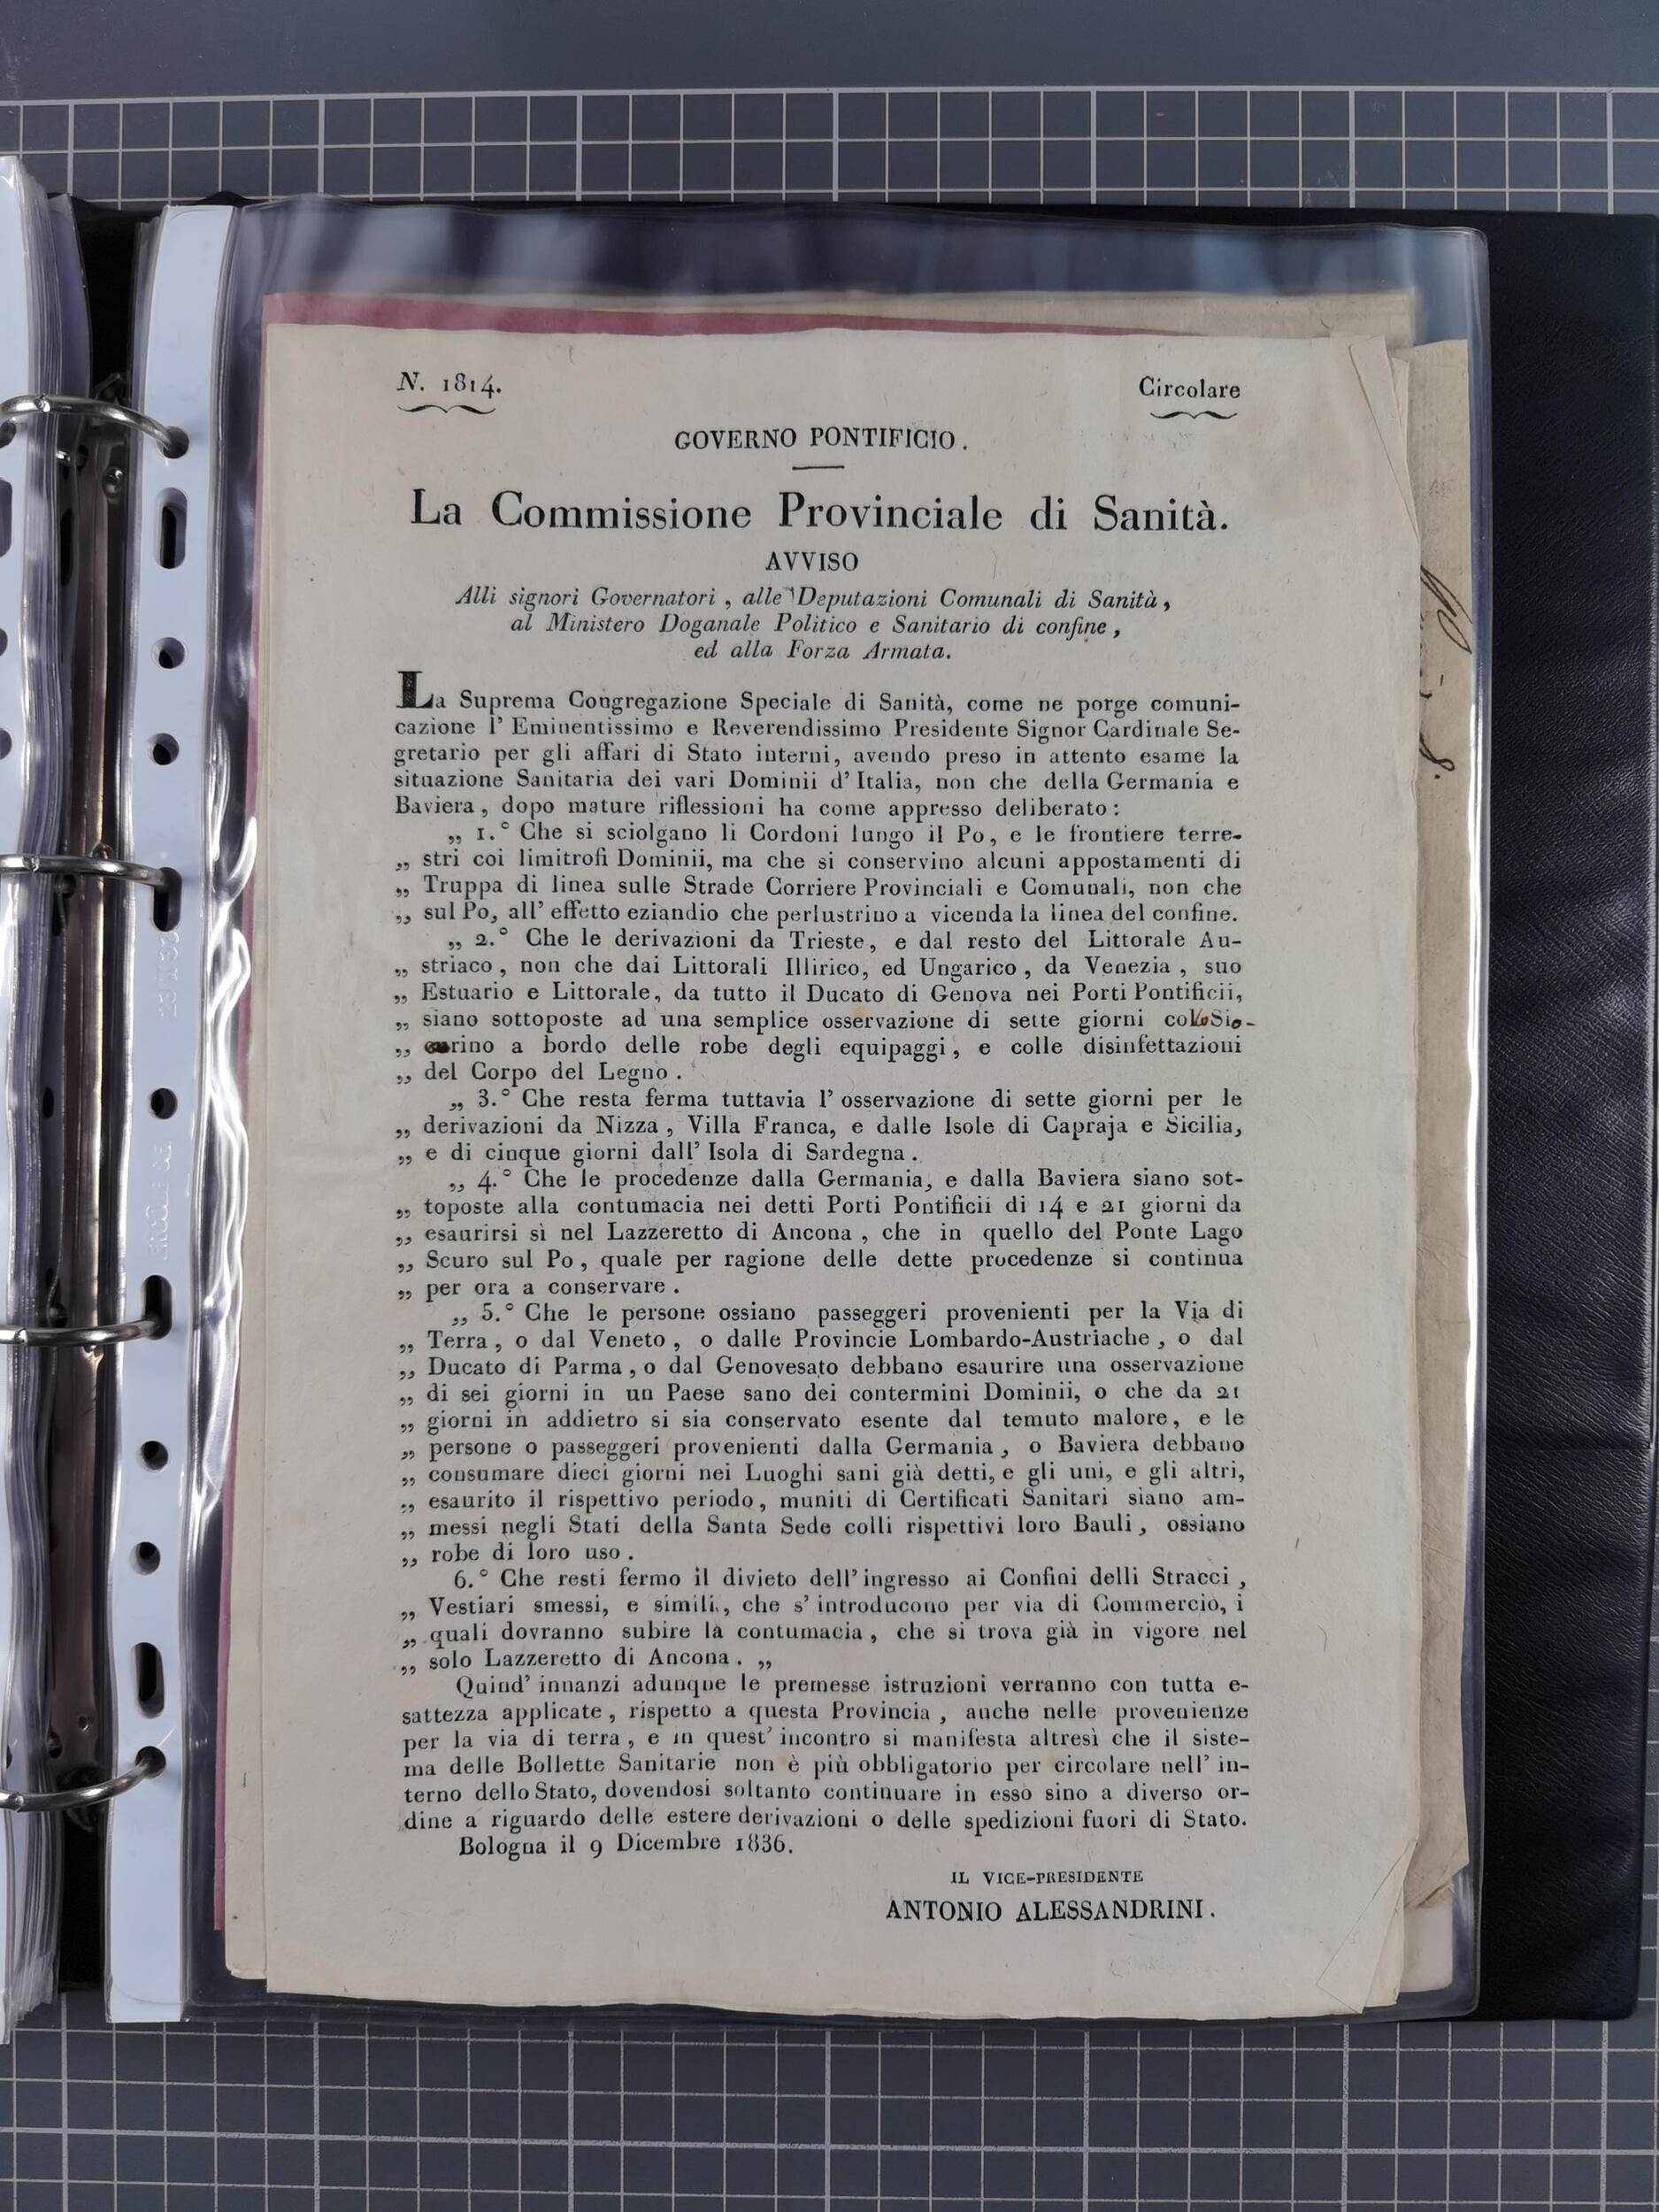 N. 1814.
Circolare
GOVERNO PONTIFICIO.
La Commissione Provinciale di Sanità.
AVVISO
Alli signori Governatori, alle Deputazioni Comunali di Sanità,
al Ministero Doganale Politico e Sanitario di confine,
ed alla Forza Armata.
La Suprema Congregazione Speciale di Sanità, come ne porge comuni-
cazione l' Eminentissimo e Reverendissimo Presidente Signor Cardinale Se-
gretario per gli affari di Stato interni, avendo preso in attento esame la
situazione Sanitaria dei vari Dominii d' Italia, non che della Germania e
Baviera, dopo mature riflessioni ha come appresso deliberato:
„ 1.° Che si sciolgano li Cordoni lungo il Po, e le frontiere terre-
„ stri coi limitrofi Dominii, ma che si conservino alcuni appostamenti di
„ Truppa di linea sulle Strade Corriere Provinciali e Comunali, non che
„ sul Po, all' effetto eziandio che perlustrino a vicenda la linea del confine.
„ 2.° Che le derivazioni da Trieste, e dal resto del Littorale Au-
„ striaco, non che dai Littorali Illirico, ed Ungarico, da Venezia, suo
„ Estuario e Littorale, da tutto il Ducato di Genova nei Porti Pontificii,
„ siano sottoposte ad una semplice osservazione di sette giorni collo Scio-
„ rino a bordo delle robe degli equipaggi, e colle disinfettazioni
„ del Corpo del Legno.
„ 3.° Che resta ferma tuttavia l' osservazione di sette giorni per le
„ derivazioni da Nizza, Villa Franca, e dalle Isole di Capraja e Sicilia,
„ e di cinque giorni dall' Isola di Sardegna.
„ 4.° Che le procedenze dalla Germania, e dalla Baviera siano sot-
„ toposte alla contumacia nei detti Porti Pontificii di 14 e 21 giorni da
„ esaurirsi sì nel Lazzeretto di Ancona, che in quello del Ponte Lago
„ Scuro sul Po, quale per ragione delle dette procedenze si continua
„ per ora a conservare.
„ 5.° Che le persone ossiano passeggeri provenienti per la Via di
„ Terra, o dal Veneto, o dalle Provincie Lombardo-Austriache, o dal
„ Ducato di Parma, o dal Genovesato debbano esaurire una osservazione
„ di sei giorni in un Paese sano dei contermini Dominii, o che da 21
„ giorni in addietro si sia conservato esente dal temuto malore, e le
„ persone o passeggeri provenienti dalla Germania, o Baviera debbano
„ consumare dieci giorni nei Luoghi sani già detti, e gli uni, e gli altri,
„ esaurito il rispettivo periodo, muniti di Certificati Sanitari siano am-
„ messi negli Stati della Santa Sede colli rispettivi loro Bauli, ossiano
„ robe di loro uso.
6.° Che resti fermo il divieto dell' ingresso ai Confini delli Stracci,
„ Vestiari smessi, e simili, che s' introducono per via di Commercio, i
„ quali dovranno subire la contumacia, che si trova già in vigore nel
„ solo Lazzeretto di Ancona. „
Quind' innanzi adunque le premesse istruzioni verranno con tutta e-
sattezza applicate, rispetto a questa Provincia, anche nelle provenienze
per la via di terra, e in quest' incontro si manifesta altresì che il siste-
ma delle Bollette Sanitarie non è più obbligatorio per circolare nell' in-
terno dello Stato, dovendosi soltanto continuare in esso sino a diverso or-
dine a riguardo delle estere derivazioni o delle spedizioni fuori di Stato.
Bologna il 9 Dicembre 1836.
IL VICE-PRESIDENTE
ANTONIO ALESSANDRINI.